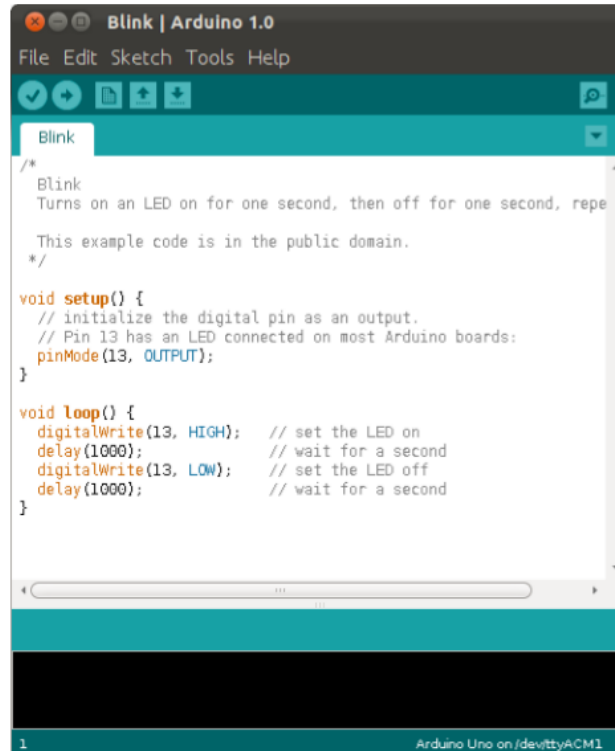 Blink | Arduino 1.0
File Edit Sketch Tools Help
Blink
/*
  Blink
  Turns on an LED on for one second, then off for one second, repe

  This example code is in the public domain.
 */

void setup() {
  // initialize the digital pin as an output.
  // Pin 13 has an LED connected on most Arduino boards:
  pinMode(13, OUTPUT);
}

void loop() {
  digitalWrite(13, HIGH);   // set the LED on
  delay(1000);              // wait for a second
  digitalWrite(13, LOW);    // set the LED off
  delay(1000);              // wait for a second
}
1 Arduino Uno on /dev/ttyACM1